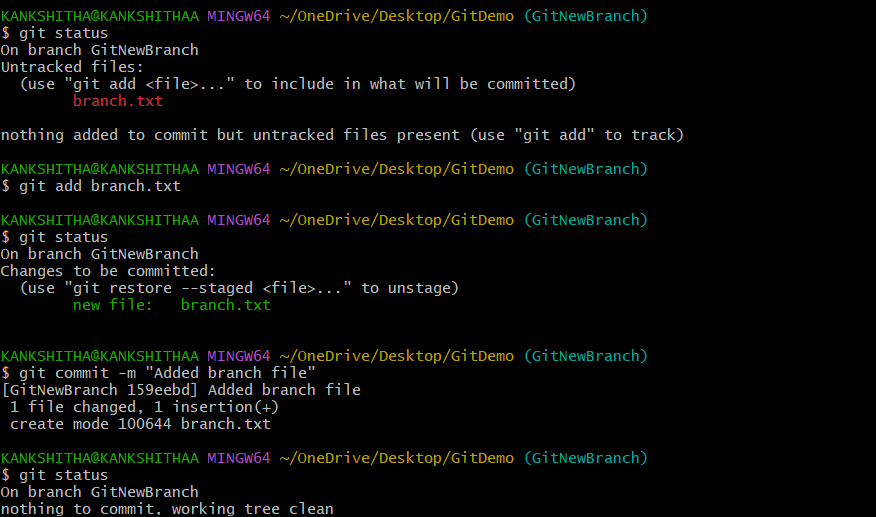 KANKSHITHA@KANKSHITHAA MINGW64 ~/OneDrive/Desktop/GitDemo (GitNewBranch)
$ git status
On branch GitNewBranch
Untracked files:
  (use "git add <file>..." to include in what will be committed)
        branch.txt

nothing added to commit but untracked files present (use "git add" to track)

KANKSHITHA@KANKSHITHAA MINGW64 ~/OneDrive/Desktop/GitDemo (GitNewBranch)
$ git add branch.txt

KANKSHITHA@KANKSHITHAA MINGW64 ~/OneDrive/Desktop/GitDemo (GitNewBranch)
$ git status
On branch GitNewBranch
Changes to be committed:
  (use "git restore --staged <file>..." to unstage)
        new file:   branch.txt


KANKSHITHA@KANKSHITHAA MINGW64 ~/OneDrive/Desktop/GitDemo (GitNewBranch)
$ git commit -m "Added branch file"
[GitNewBranch 159eebd] Added branch file
 1 file changed, 1 insertion(+)
 create mode 100644 branch.txt

KANKSHITHA@KANKSHITHAA MINGW64 ~/OneDrive/Desktop/GitDemo (GitNewBranch)
$ git status
On branch GitNewBranch
nothing to commit, working tree clean